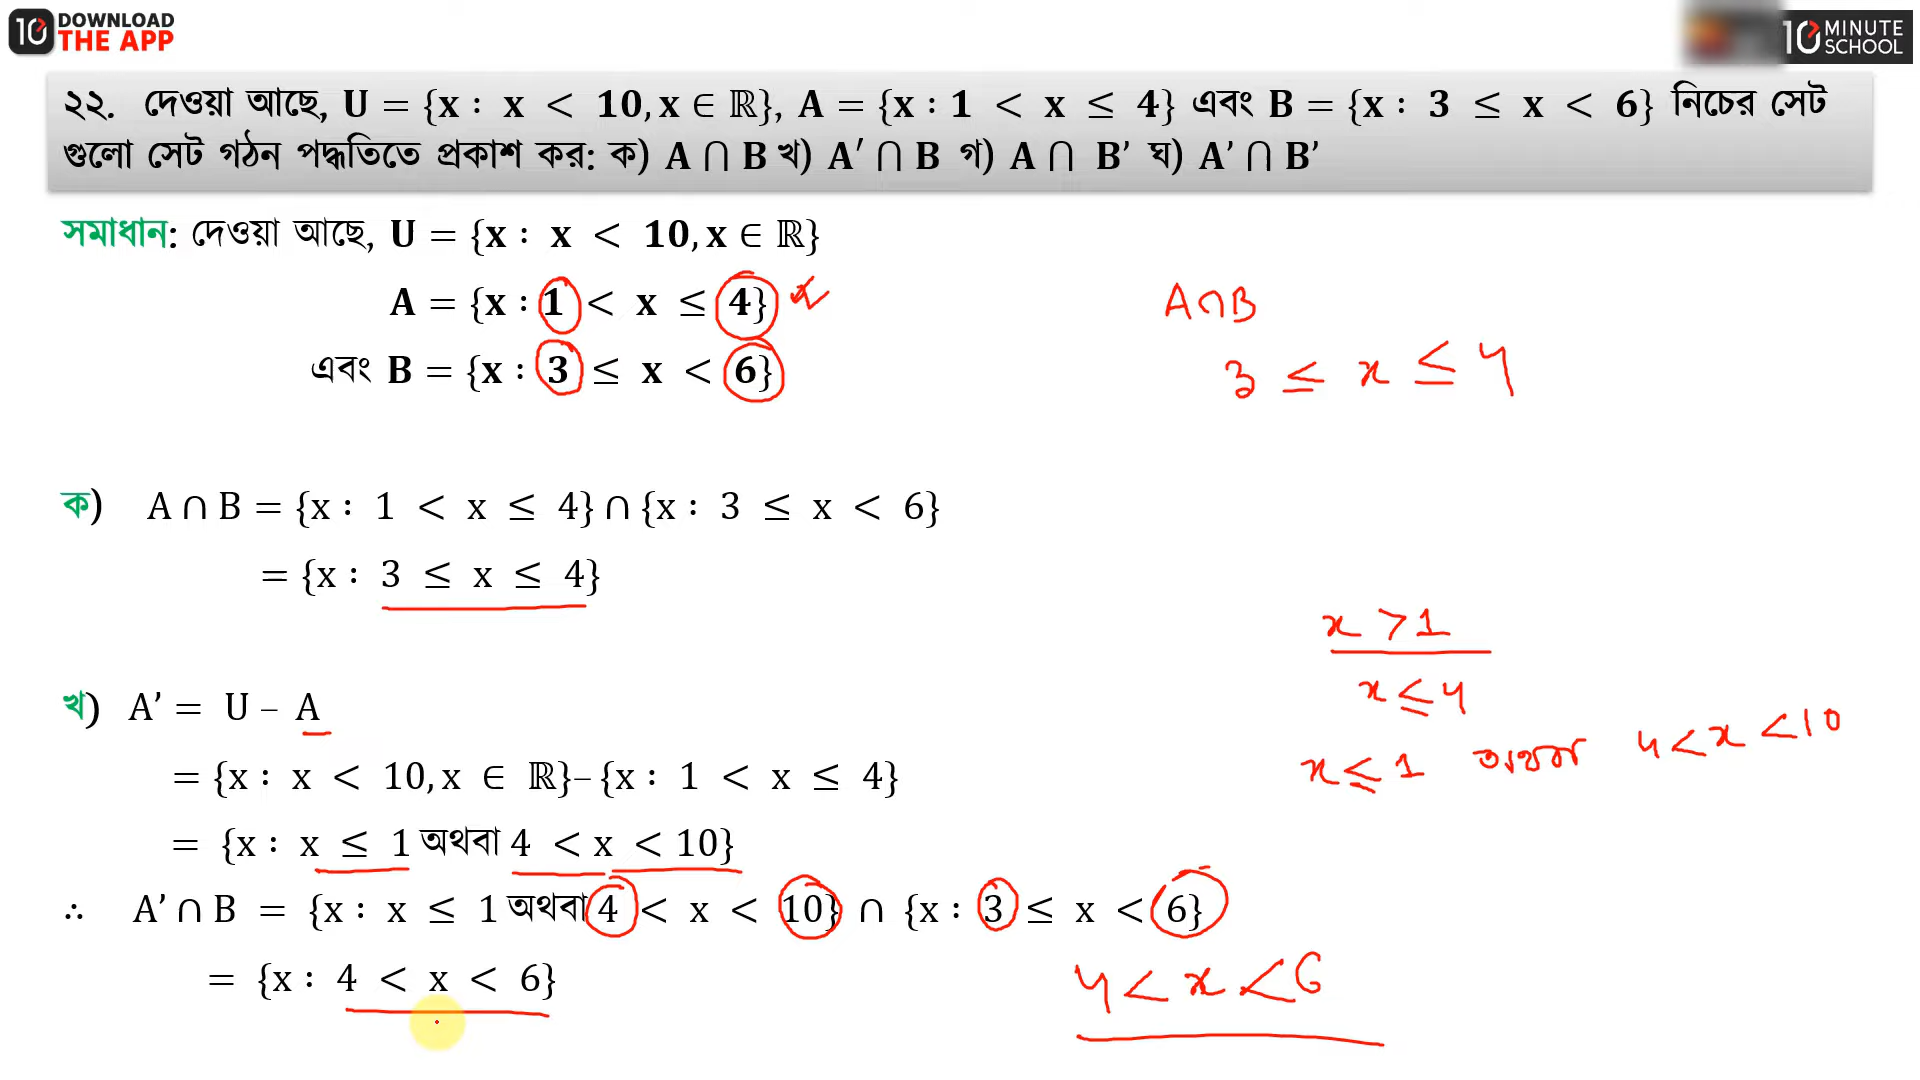 10 DOWNLOAD THE APP
10 MINUTE SCHOOL
২২. দেওয়া আছে, U = {x : x < 10, x ∈ ℝ}, A = {x : 1 < x ≤ 4} এবং B = {x : 3 ≤ x < 6} নিচের সেট
গুলো সেট গঠন পদ্ধতিতে প্রকাশ কর: ক) A ∩ B খ) A′ ∩ B গ) A ∩ B’ ঘ) A’ ∩ B’
সমাধান: দেওয়া আছে, U = {x : x < 10, x ∈ ℝ}
A = {x : 1 < x ≤ 4} x
A∩B
এবং B = {x : 3 ≤ x < 6}
3 ≤ x ≤ 4
ক) A ∩ B = {x : 1 < x ≤ 4} ∩ {x : 3 ≤ x < 6}
= {x : 3 ≤ x ≤ 4}
x > 1
x ≤ 4
খ) A’ = U – A
x ≤ 1 অথবা 4 < x < 10
= {x : x < 10, x ∈ ℝ}– {x : 1 < x ≤ 4}
= {x : x ≤ 1 অথবা 4 < x < 10}
∴ A’ ∩ B = {x : x ≤ 1 অথবা 4 < x < 10} ∩ {x : 3 ≤ x < 6}
= {x : 4 < x < 6}
4 < x < 6